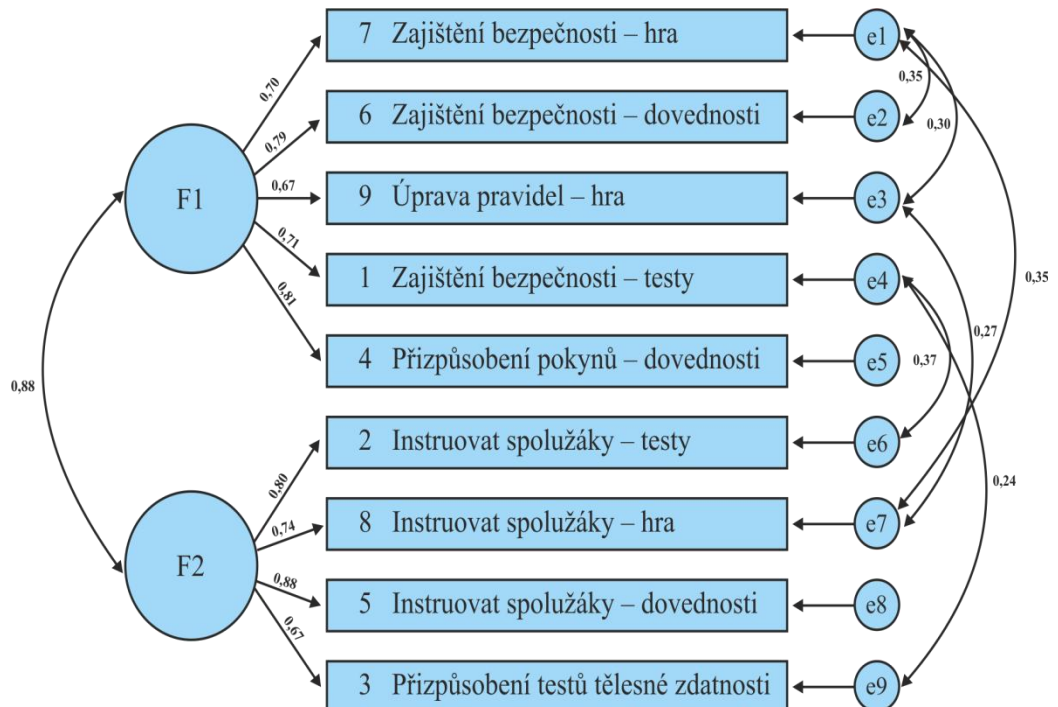 7 Zajištění bezpečnosti – hra
e1
0,70
0,35
6 Zajištění bezpečnosti – dovednosti
e2
0,79
0,30
F1
0,67
9 Úprava pravidel – hra
e3
0,71
1 Zajištění bezpečnosti – testy
e4
0,35
0,81
0,27
4 Přizpůsobení pokynů – dovednosti
e5
0,37
0,88
2 Instruovat spolužáky – testy
e6
0,80
0,24
8 Instruovat spolužáky – hra
e7
0,74
F2
0,88
5 Instruovat spolužáky – dovednosti
e8
0,67
3 Přizpůsobení testů tělesné zdatnosti
e9